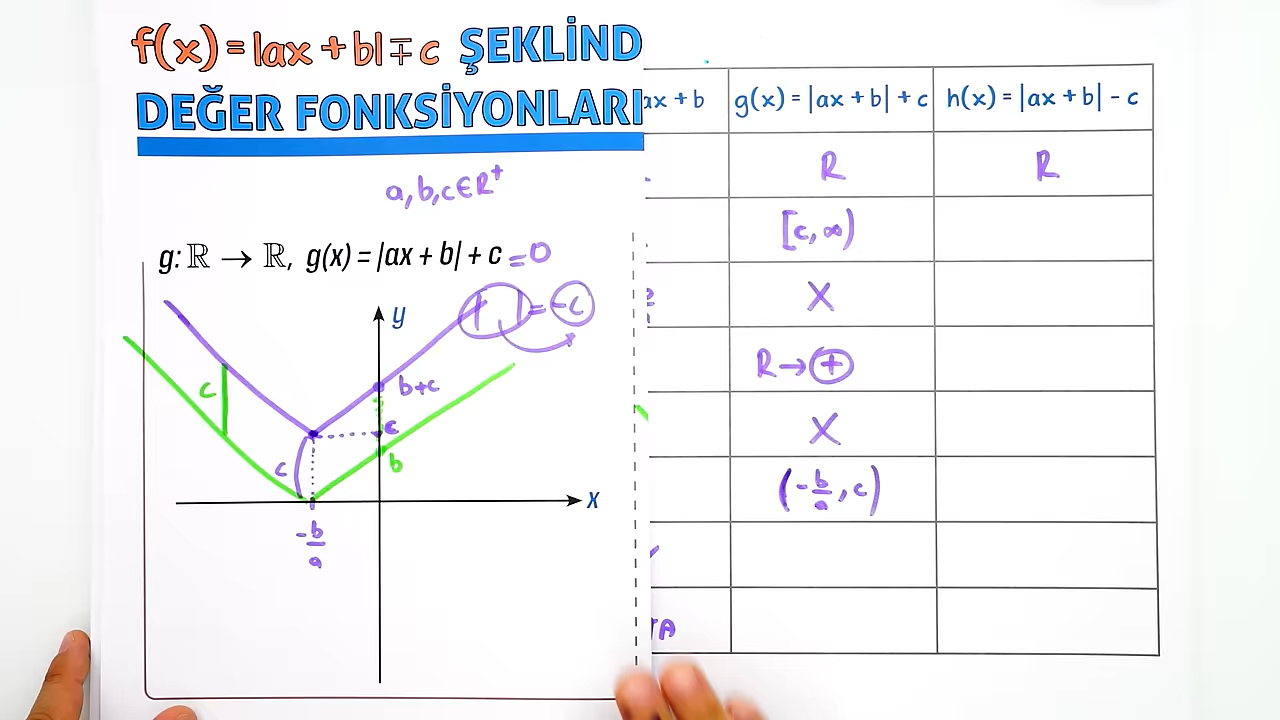 f(x) = |ax + b| ∓ c ŞEKLİND
DEĞER FONKSİYONLARI
a, b, c ∈ R⁺
g: ℝ → ℝ, g(x) = |ax + b| + c = 0
| | = -c
y
b+c
c
c
b
c
x
-b/a
ax + b
g(x) = |ax + b| + c
h(x) = |ax + b| - c
R
R
[c, ∞)
X
R → +
X
(-b/a, c)